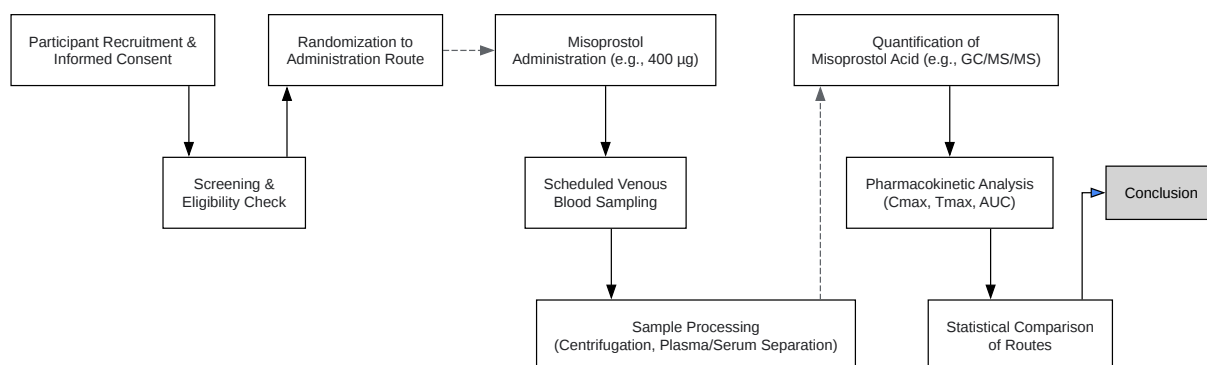 Participant Recruitment &
Informed Consent
Screening &
Eligibility Check
Randomization to
Administration Route
Misoprostol
Administration (e.g., 400 µg)
Scheduled Venous
Blood Sampling
Sample Processing
(Centrifugation, Plasma/Serum Separation)
Quantification of
Misoprostol Acid (e.g., GC/MS/MS)
Pharmacokinetic Analysis
(Cmax, Tmax, AUC)
Statistical Comparison
of Routes
Conclusion